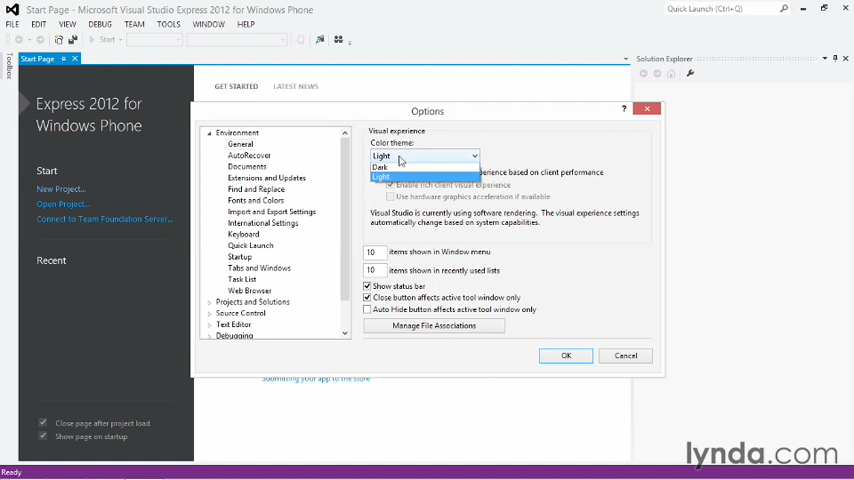 Start Page - Microsoft Visual Studio Express 2012 for Windows Phone
Quick Launch (Ctrl+Q)
FILE EDIT VIEW DEBUG TEAM TOOLS WINDOW HELP
Start
Toolbox
Start Page
Solution Explorer
Express 2012 for
Windows Phone
Start
New Project...
Open Project...
Connect to Team Foundation Server...
Recent
Close page after project load
Show page on startup
GET STARTED LATEST NEWS
Submitting your app to the store
Options
?
Environment
General
AutoRecover
Documents
Extensions and Updates
Find and Replace
Fonts and Colors
Import and Export Settings
International Settings
Keyboard
Quick Launch
Startup
Tabs and Windows
Task List
Web Browser
Projects and Solutions
Source Control
Text Editor
Debugging
Visual experience
Color theme:
Light
Dark
Light
experience based on client performance
Enable rich client visual experience
Use hardware graphics acceleration if available
Visual Studio is currently using software rendering. The visual experience settings
automatically change based on system capabilities.
10 items shown in Window menu
10 items shown in recently used lists
Show status bar
Close button affects active tool window only
Auto Hide button affects active tool window only
Manage File Associations
OK Cancel
lynda.com
Ready